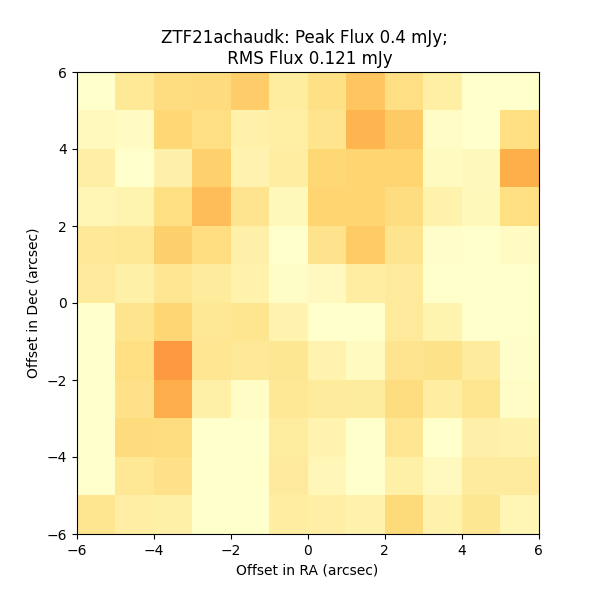 ZTF21achaudk: Peak Flux 0.4 mJy;
RMS Flux 0.121 mJy
6
4
2
0
−2
−4
−6
Offset in Dec (arcsec)
−6 −4 −2 0 2 4 6
Offset in RA (arcsec)